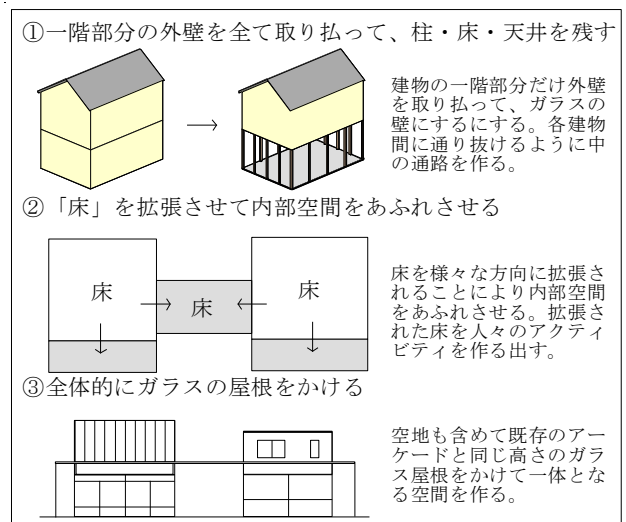 ①一階部分の外壁を全て取り払って、柱・床・天井を残す
建物の一階部分だけ外壁
を取り払って、ガラスの
壁にするにする。各建物
間に通り抜けるように中
の通路を作る。
②「床」を拡張させて内部空間をあふれさせる
床
床
床
床を様々な方向に拡張さ
れることにより内部空間
をあふれさせる。拡張さ
れた床を人々のアクティ
ビティを作る出す。
③全体的にガラスの屋根をかける
空地も含めて既存のアー
ケードと同じ高さのガラ
ス屋根をかけて一体とな
る空間を作る。